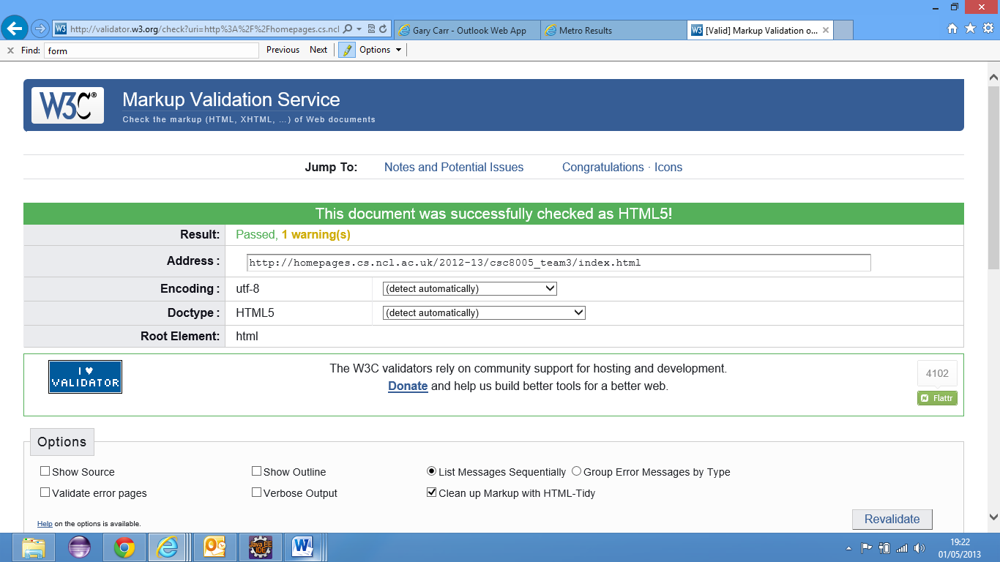 http://validator.w3.org/check?uri=http%3A%2F%2Fhomepages.cs.ncl
Gary Carr - Outlook Web App
Metro Results
W3 [Valid] Markup Validation o...
x Find: form Previous Next Options
W3C®
Markup Validation Service
Check the markup (HTML, XHTML, ...) of Web documents
Jump To: Notes and Potential Issues Congratulations · Icons
This document was successfully checked as HTML5!
Result: Passed, 1 warning(s)
Address : http://homepages.cs.ncl.ac.uk/2012-13/csc8005_team3/index.html
Encoding : utf-8 (detect automatically)
Doctype : HTML5 (detect automatically)
Root Element: html
I ♥
VALIDATOR
The W3C validators rely on community support for hosting and development.
Donate and help us build better tools for a better web.
4102
Flattr
Options
Show Source Show Outline List Messages Sequentially Group Error Messages by Type
Validate error pages Verbose Output Clean up Markup with HTML-Tidy
Help on the options is available.
Revalidate
Java EE
IDE
19:22
01/05/2013